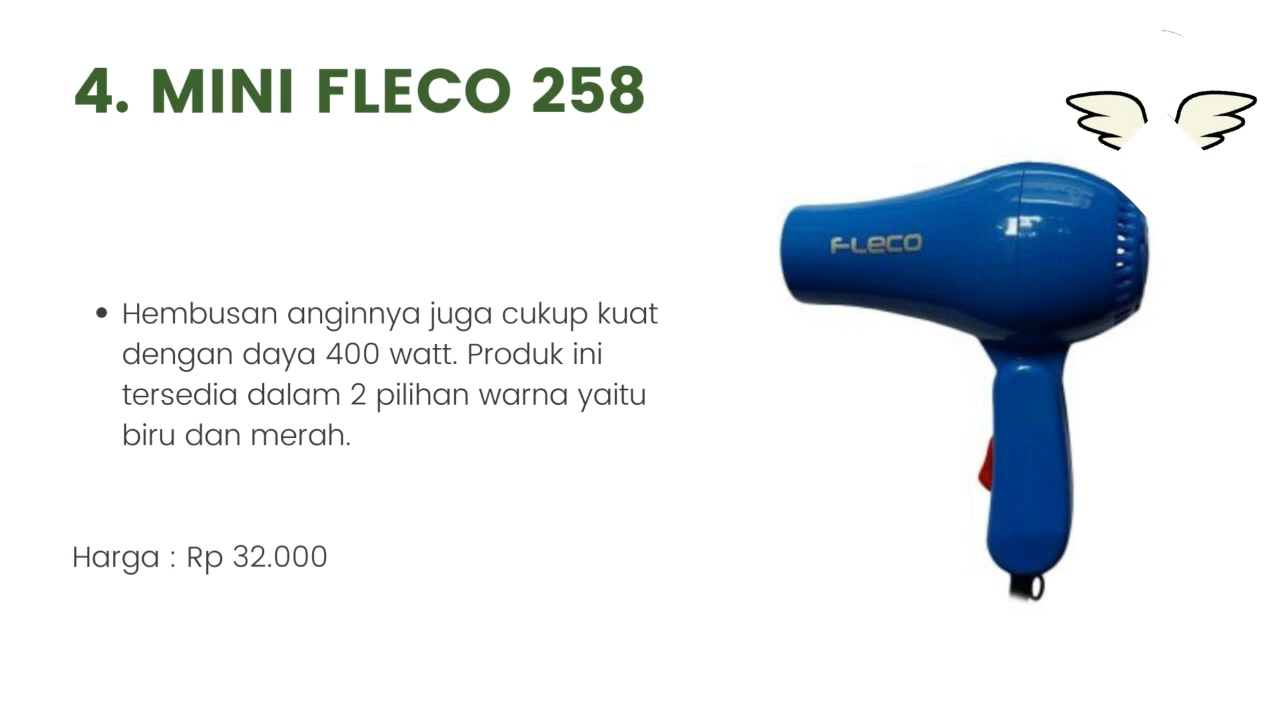 4. MINI FLECO 258
FLECO
Hembusan anginnya juga cukup kuat
dengan daya 400 watt. Produk ini
tersedia dalam 2 pilihan warna yaitu
biru dan merah.
Harga : Rp 32.000